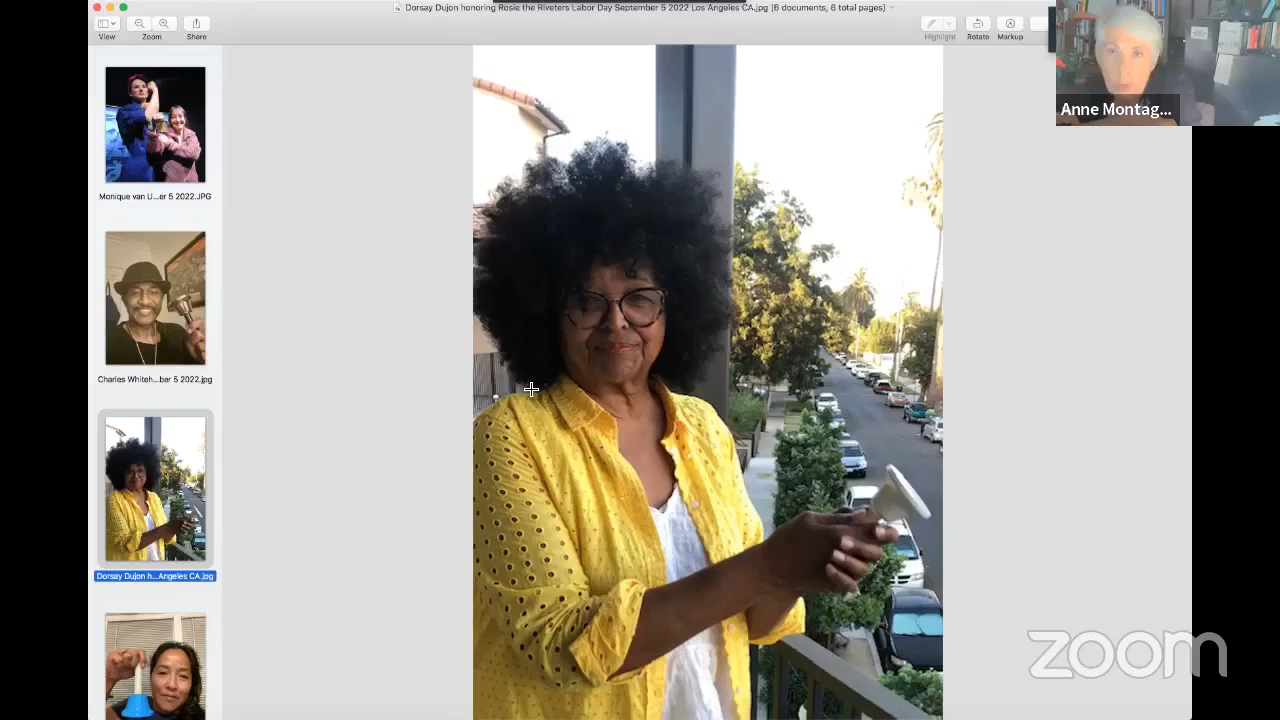 Dorsay Dujon honoring Rosie the Riveters Labor Day September 5 2022 Los Angeles CA.jpg (6 documents, 6 total pages)
View
Zoom
Share
Highlight
Rotate
Markup
Anne Montag...
Monique van U...er 5 2022.JPG
Charles Whiteh...ber 5 2022.jpg
Dorsay Dujon h...Angeles CA.jpg
zoom